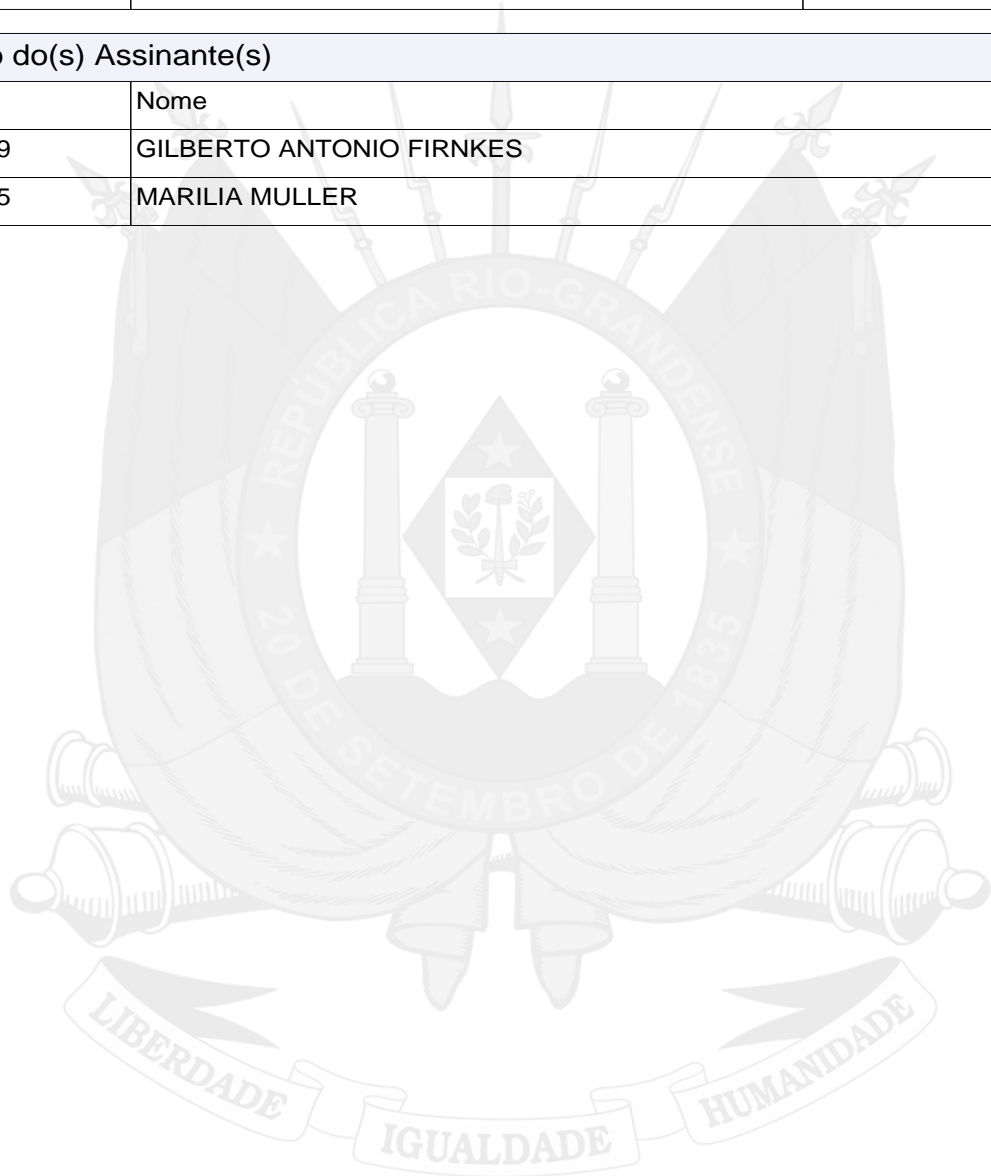 o do(s) Assinante(s)
Nome
9 GILBERTO ANTONIO FIRNKES
5 MARILIA MULLER
REPÚBLICA RIO-GRANDENSE
20 DE SETEMBRO DE 1835
LIBERDADE IGUALDADE HUMANIDADE